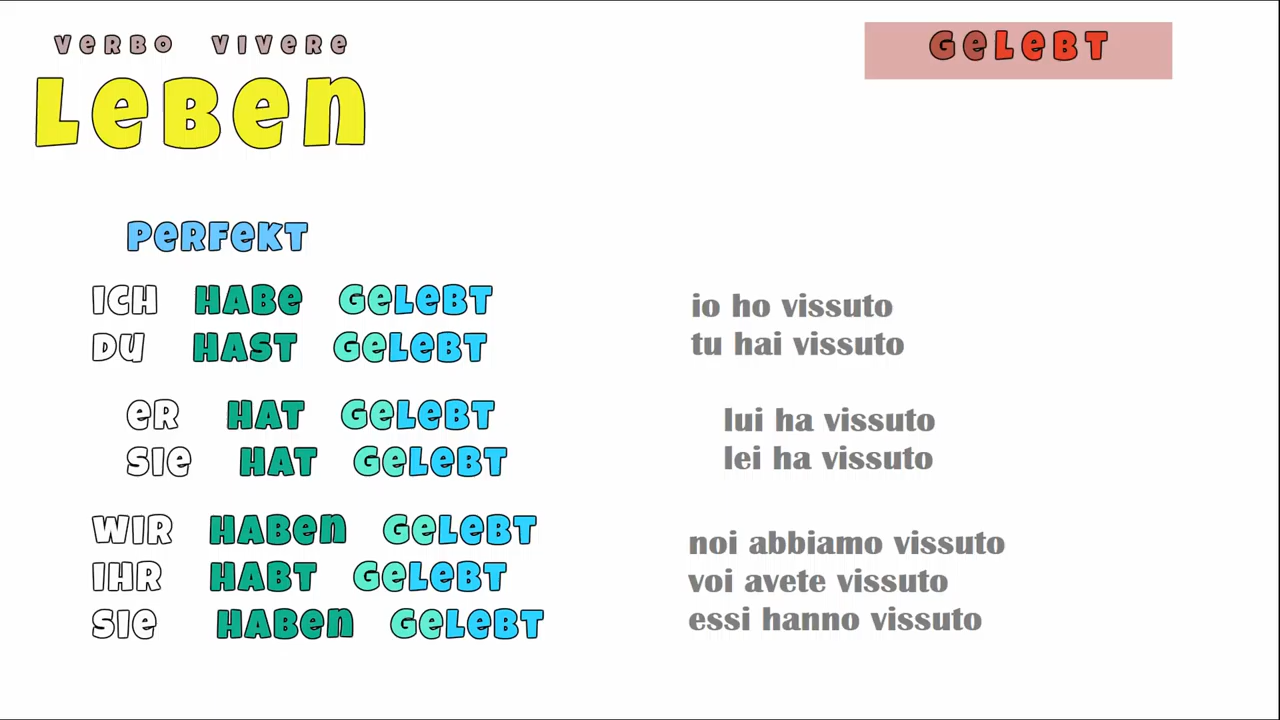 VERBO VIVERE
LEBEN
GELEBT
PERFEKT
ICH HABE GELEBT
io ho vissuto
DU HAST GELEBT
tu hai vissuto
ER HAT GELEBT
lui ha vissuto
SIE HAT GELEBT
lei ha vissuto
WIR HABEN GELEBT
noi abbiamo vissuto
IHR HABT GELEBT
voi avete vissuto
SIE HABEN GELEBT
essi hanno vissuto